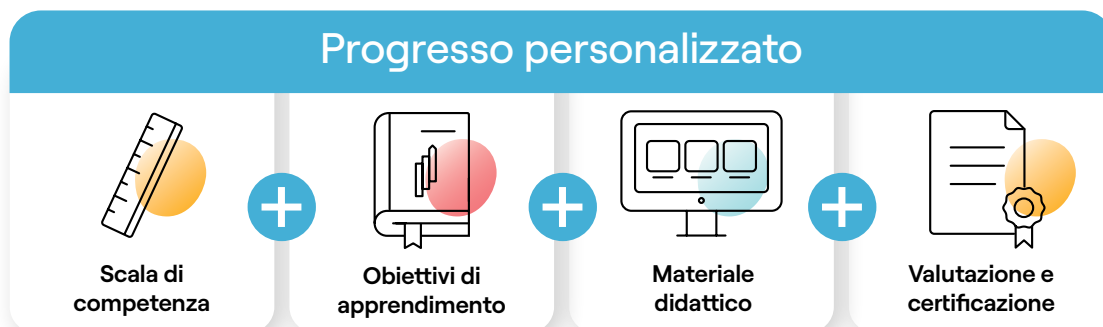 Progresso personalizzato
Scala di
competenza
Obiettivi di
apprendimento
Materiale
didattico
Valutazione e
certificazione